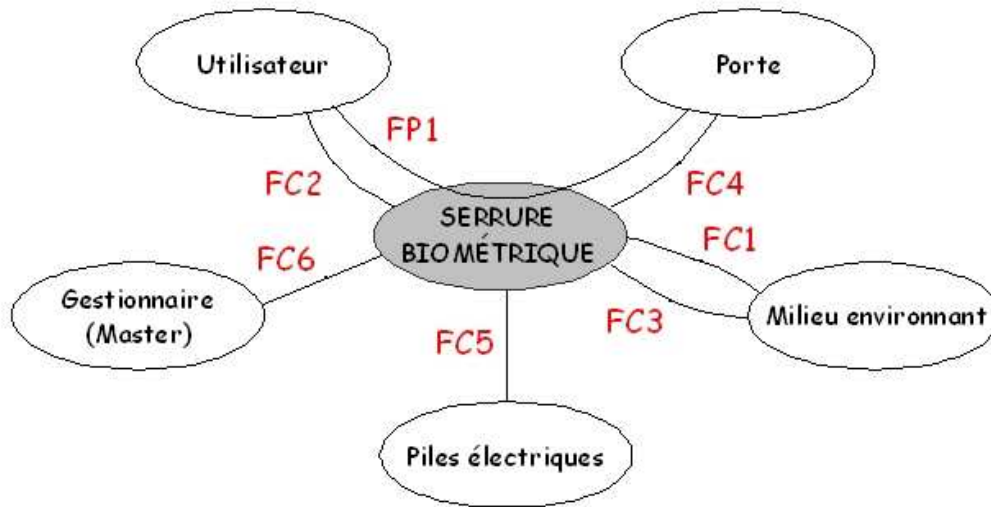 Utilisateur
Porte
FP1
FC2
FC4
SERRURE
BIOMÉTRIQUE
FC1
FC6
Gestionnaire
(Master)
FC3
Milieu environnant
FC5
Piles électriques